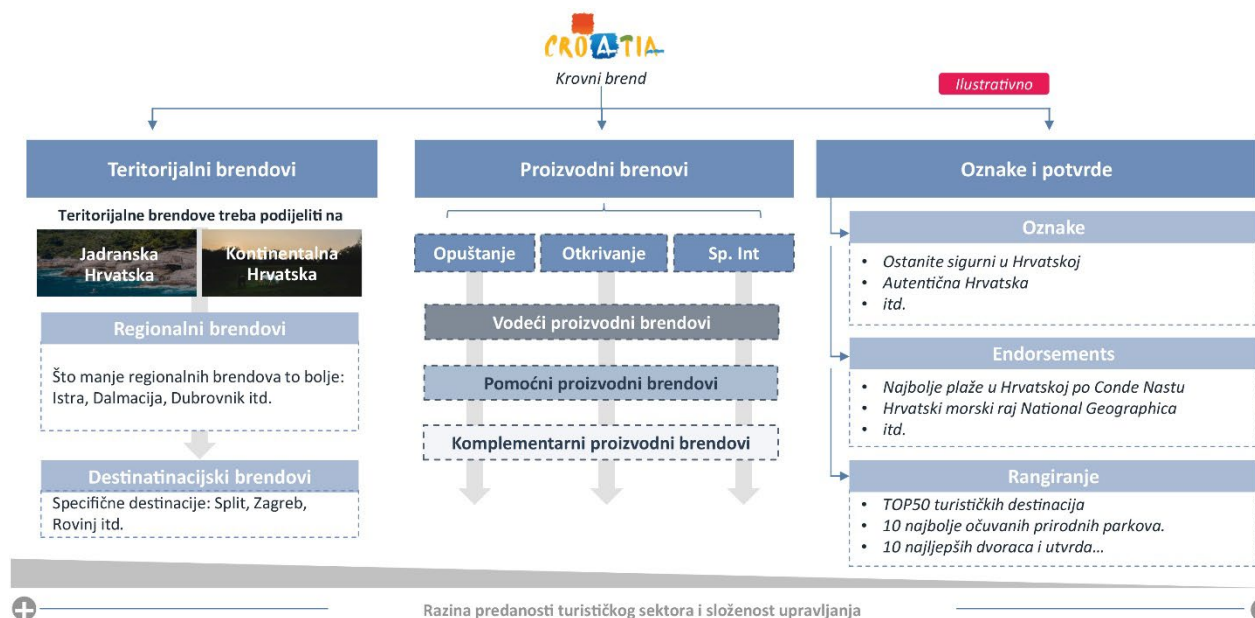 CROATIA
Krovni brend
Ilustrativno
Teritorijalni brendovi
Teritorijalne brendove treba podijeliti na
Jadranska
Hrvatska
Kontinentalna
Hrvatska
Regionalni brendovi
Što manje regionalnih brendova to bolje:
Istra, Dalmacija, Dubrovnik itd.
Destinatinacijski brendovi
Specifične destinacije: Split, Zagreb,
Rovinj itd.
Proizvodni brenovi
Opuštanje
Otkrivanje
Sp. Int
Vodeći proizvodni brendovi
Pomoćni proizvodni brendovi
Komplementarni proizvodni brendovi
Oznake i potvrde
Oznake
• Ostanite sigurni u Hrvatskoj
• Autentična Hrvatska
• itd.
Endorsements
• Najbolje plaže u Hrvatskoj po Conde Nastu
• Hrvatski morski raj National Geographica
• itd.
Rangiranje
• TOP50 turističkih destinacija
• 10 najbolje očuvanih prirodnih parkova.
• 10 najljepših dvoraca i utvrda…
Razina predanosti turističkog sektora i složenost upravljanja